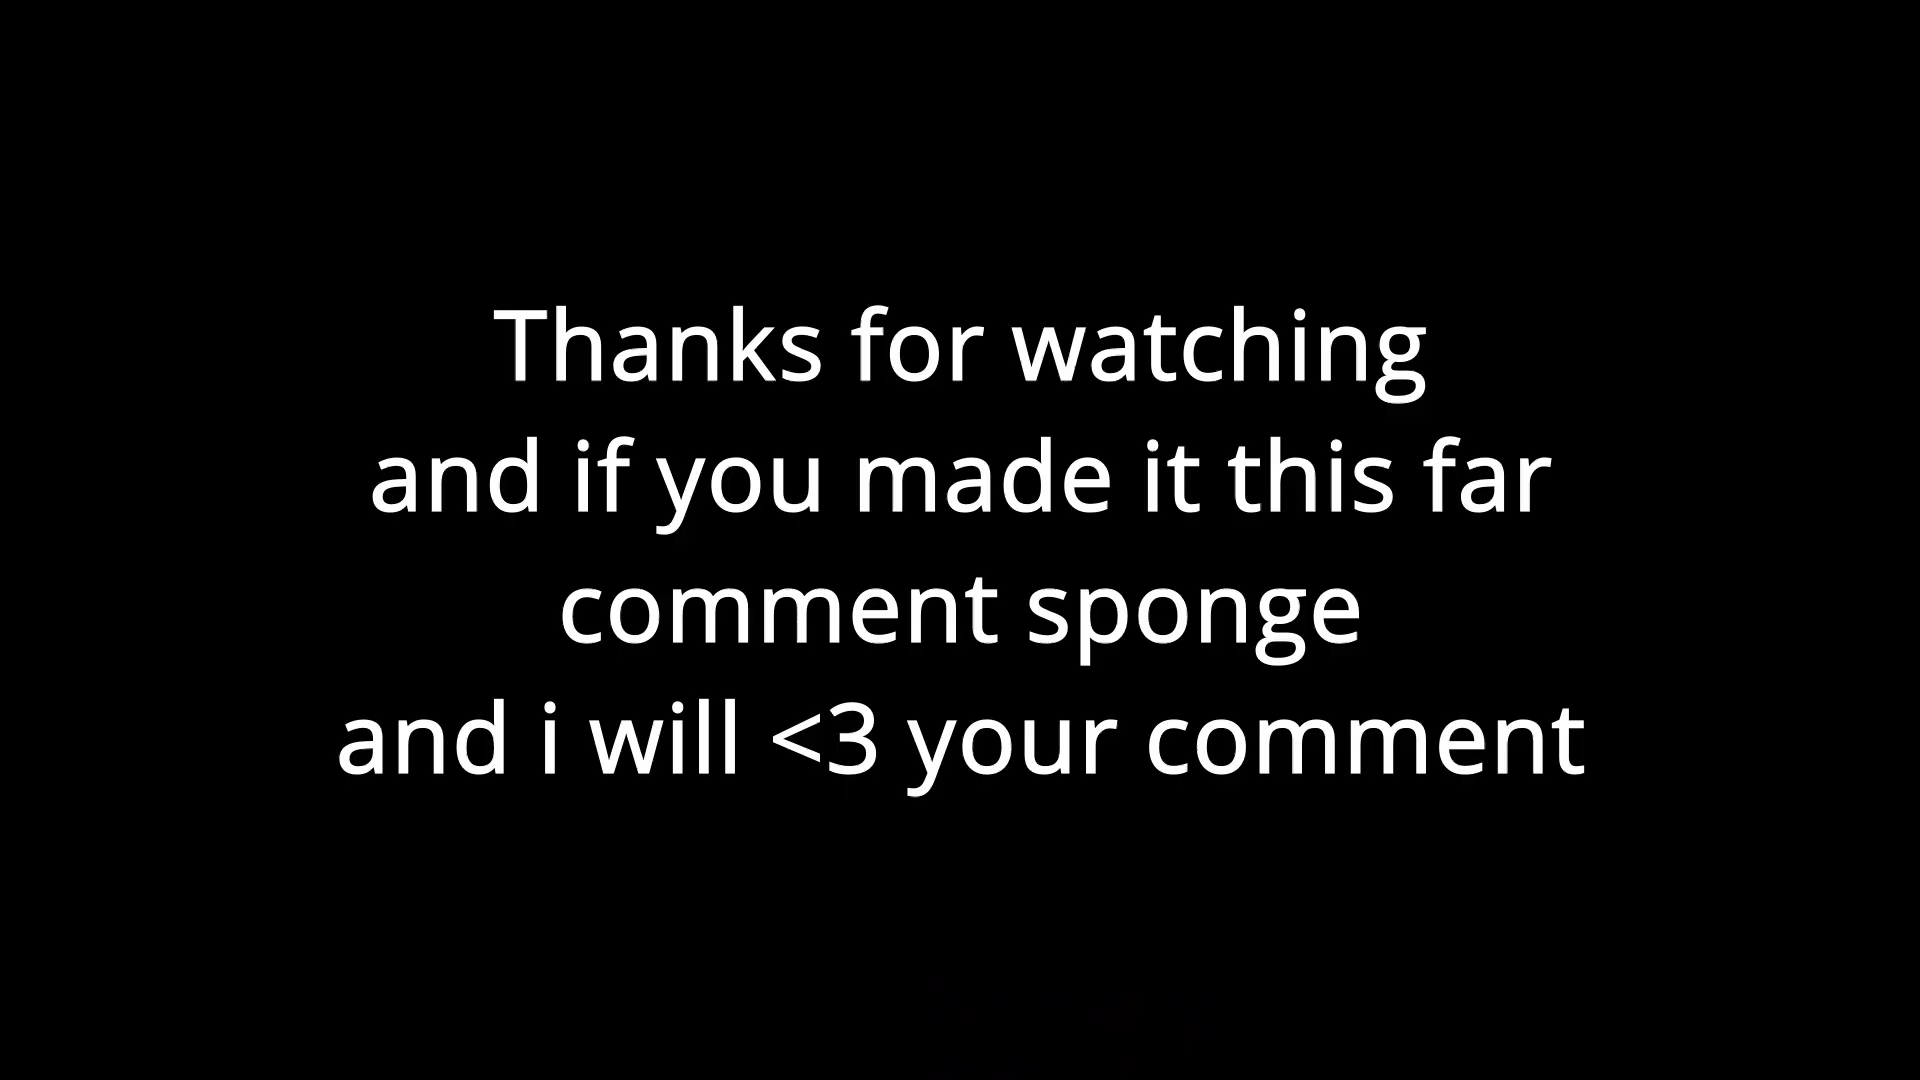 Thanks for watching
and if you made it this far
comment sponge
and i will <3 your comment